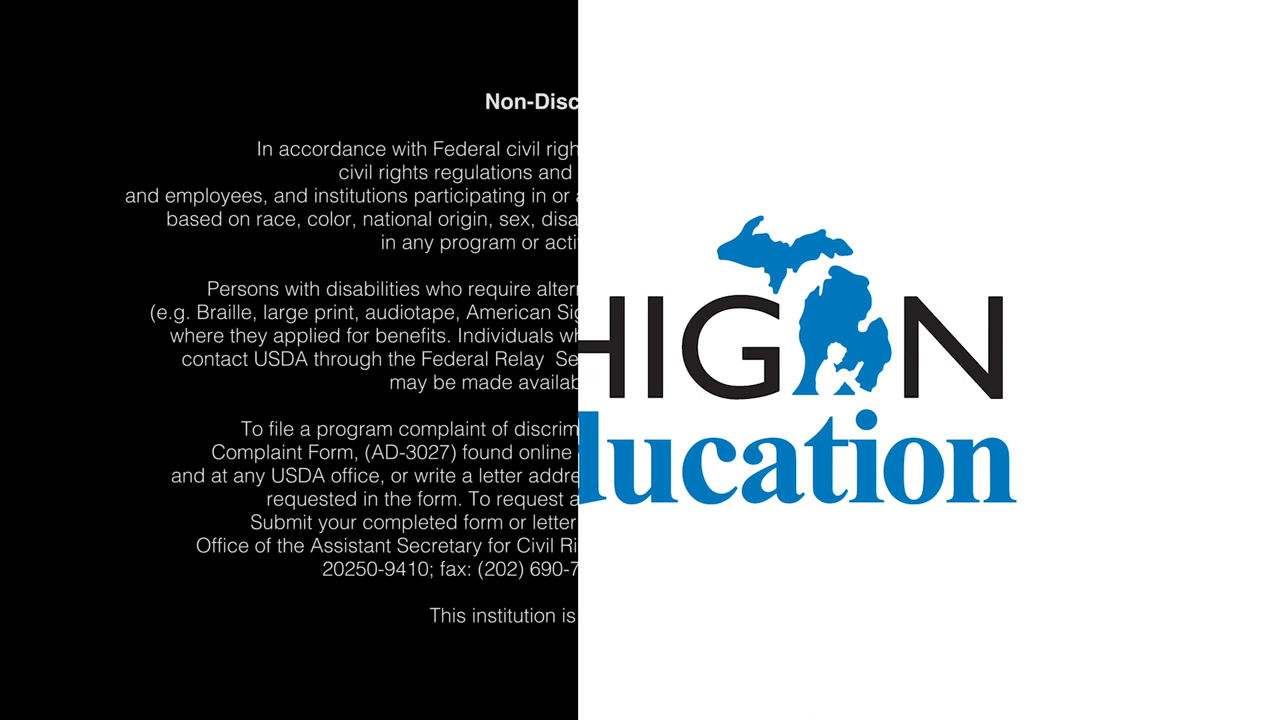 Non-Disc
In accordance with Federal civil righ
civil rights regulations and
and employees, and institutions participating in or a
based on race, color, national origin, sex, disa
in any program or acti
Persons with disabilities who require altern
(e.g. Braille, large print, audiotape, American Sig
where they applied for benefits. Individuals wh
contact USDA through the Federal Relay Se
may be made availab
To file a program complaint of discrim
Complaint Form, (AD-3027) found online
and at any USDA office, or write a letter addre
requested in the form. To request a
Submit your completed form or letter
Office of the Assistant Secretary for Civil Ri
20250-9410; fax: (202) 690-7
This institution is
HIG N
ducation